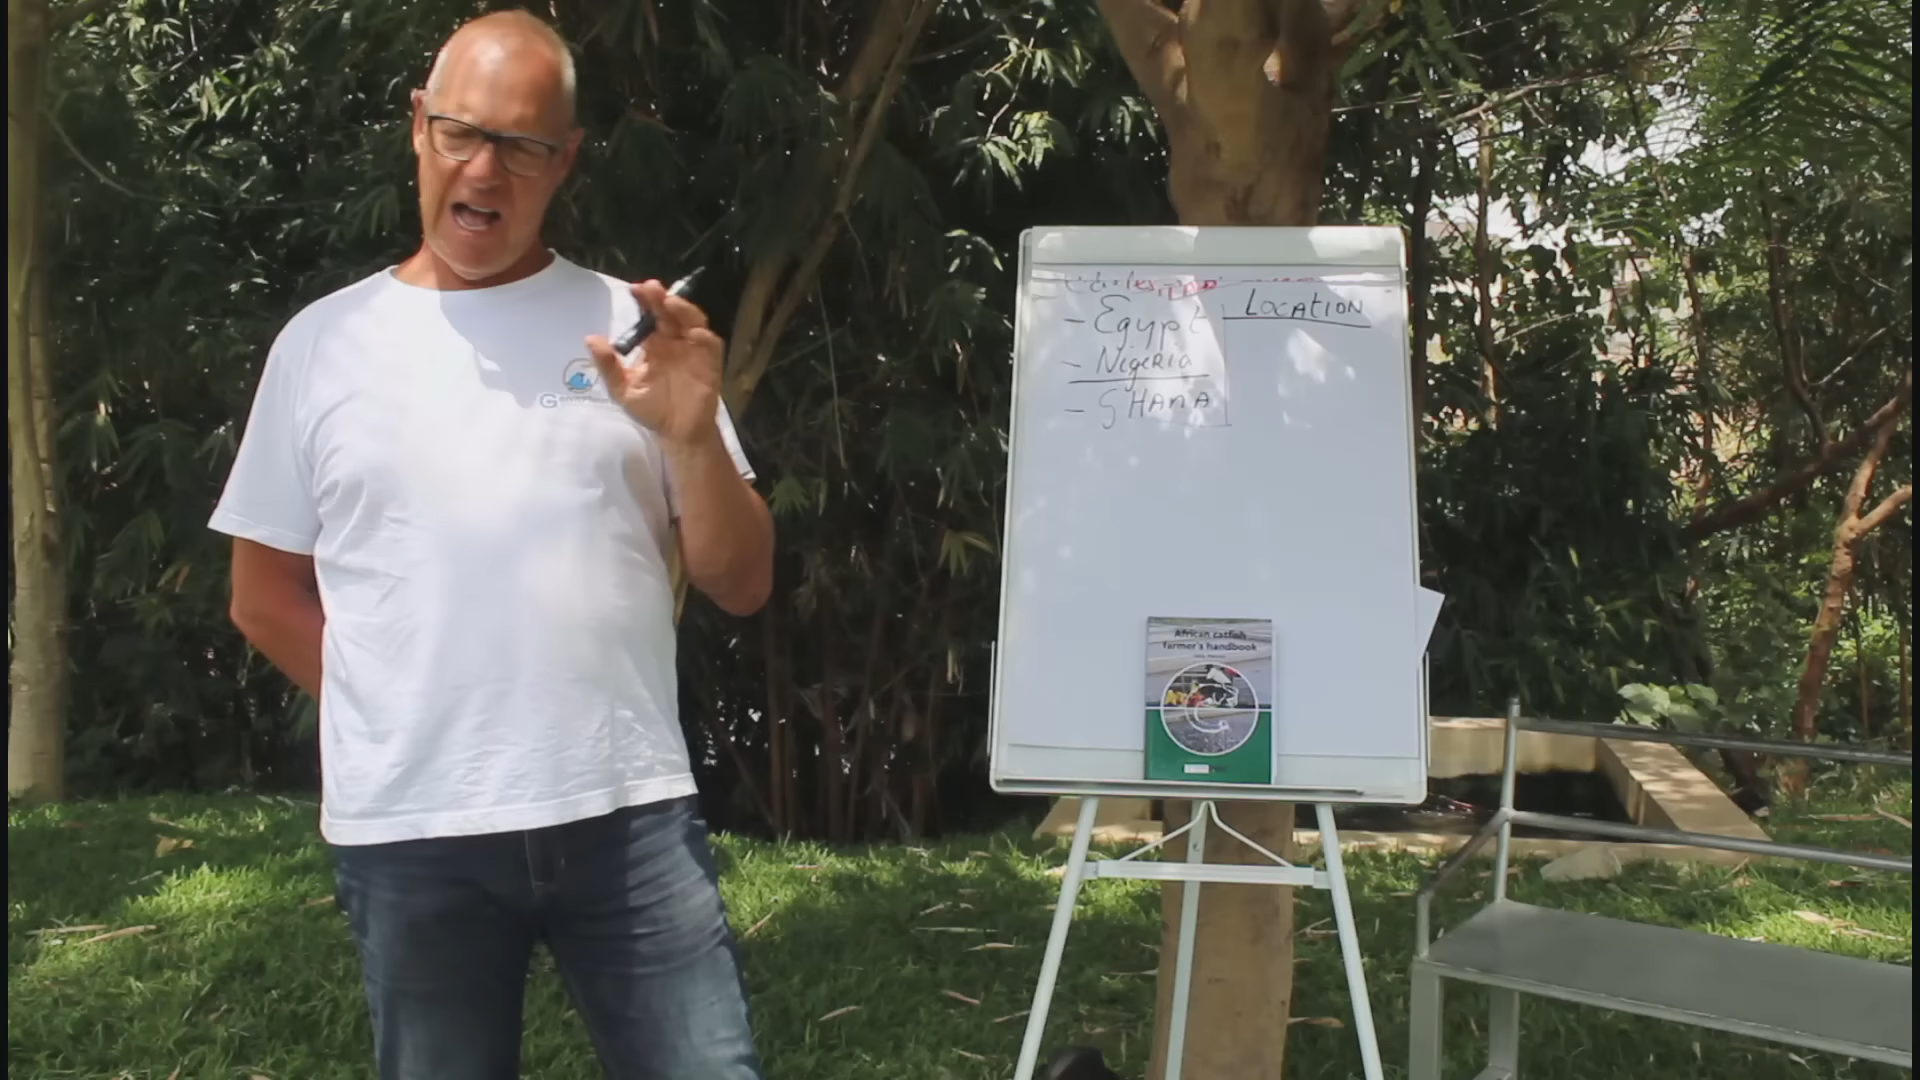 - Egypt
LOCATION
- Nigeria
- GHANA
African catfish
farmer's handbook